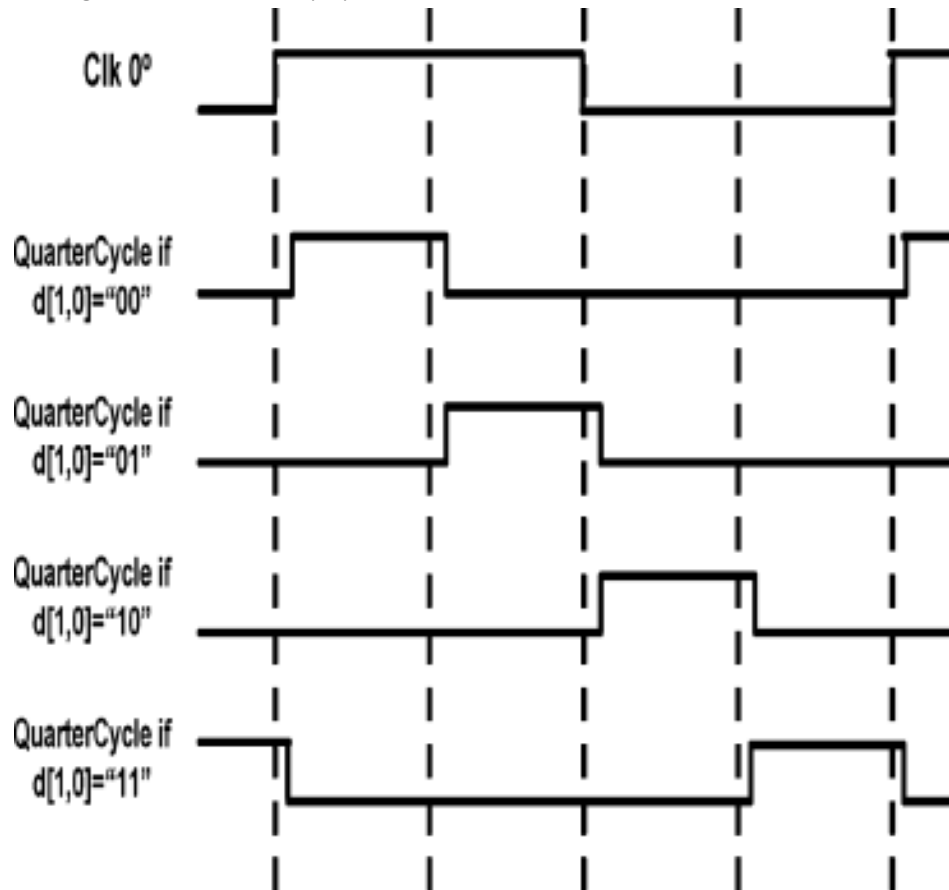 Clk 0º
QuarterCycle if
d[1,0]=“00”
QuarterCycle if
d[1,0]=“01”
QuarterCycle if
d[1,0]=“10”
QuarterCycle if
d[1,0]=“11”